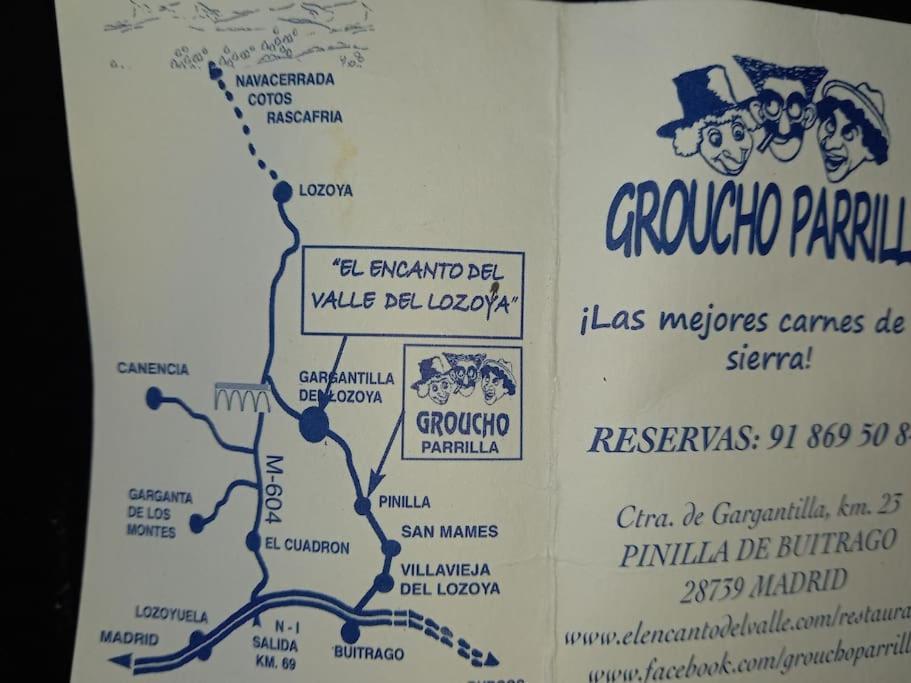 NAVACERRADA
COTOS
RASCAFRIA
LOZOYA
"EL ENCANTO DEL
VALLE DEL LOZOYA"
CANENCIA
GARGANTILLA
DEL LOZOYA
GROUCHO
PARRILLA
M-604
PINILLA
GARGANTA
DE LOS
MONTES
EL CUADRON
SAN MAMES
VILLAVIEJA
DEL LOZOYA
LOZOYUELA
MADRID
N-I
SALIDA
KM. 69
BUITRAGO
GROUCHO PARRILL
¡Las mejores carnes de
sierra!
RESERVAS: 91 869 50 8
Ctra. de Gargantilla, km. 23
PINILLA DE BUITRAGO
28739 MADRID
www.elencantodelvalle.com/restaura
www.facebook.com/grouchoparrill